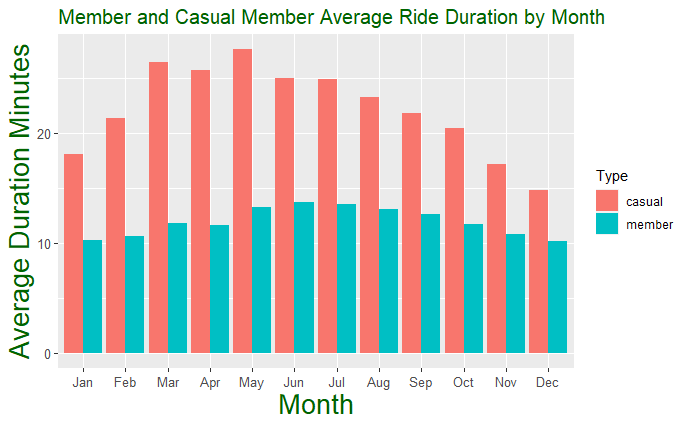 Member and Casual Member Average Ride Duration by Month
Average Duration Minutes
20
10
0
Jan Feb Mar Apr May Jun Jul Aug Sep Oct Nov Dec
Month
Type
casual
member